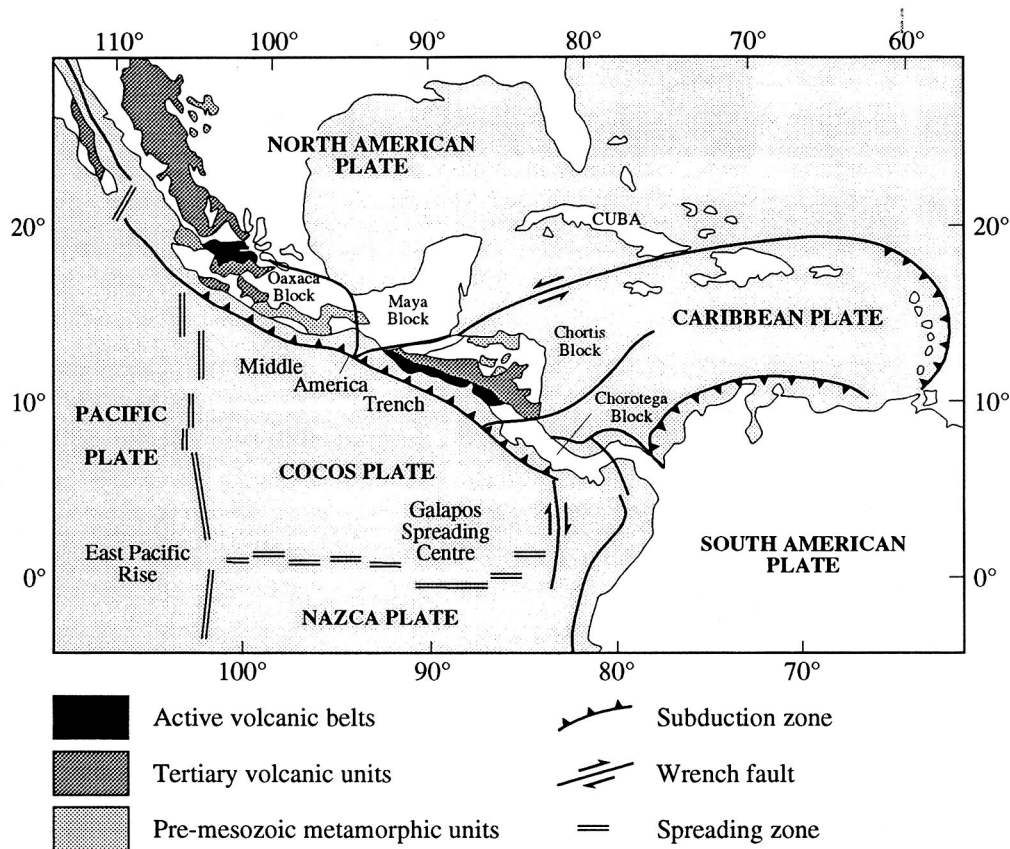 110° 100° 90° 80° 70° 60°
NORTH AMERICAN
PLATE
CUBA
20° 20°
Oaxaca
Block
Maya
Block
Chortis
Block
CARIBBEAN PLATE
Middle
America
Trench
Chorotega
Block
10° 10°
PACIFIC
PLATE
COCOS PLATE
Galapos
Spreading
Centre
East Pacific
Rise
SOUTH AMERICAN
PLATE
0° 0°
NAZCA PLATE
100° 90° 80° 70°
Active volcanic belts
Subduction zone
Tertiary volcanic units
Wrench fault
Pre-mesozoic metamorphic units
Spreading zone